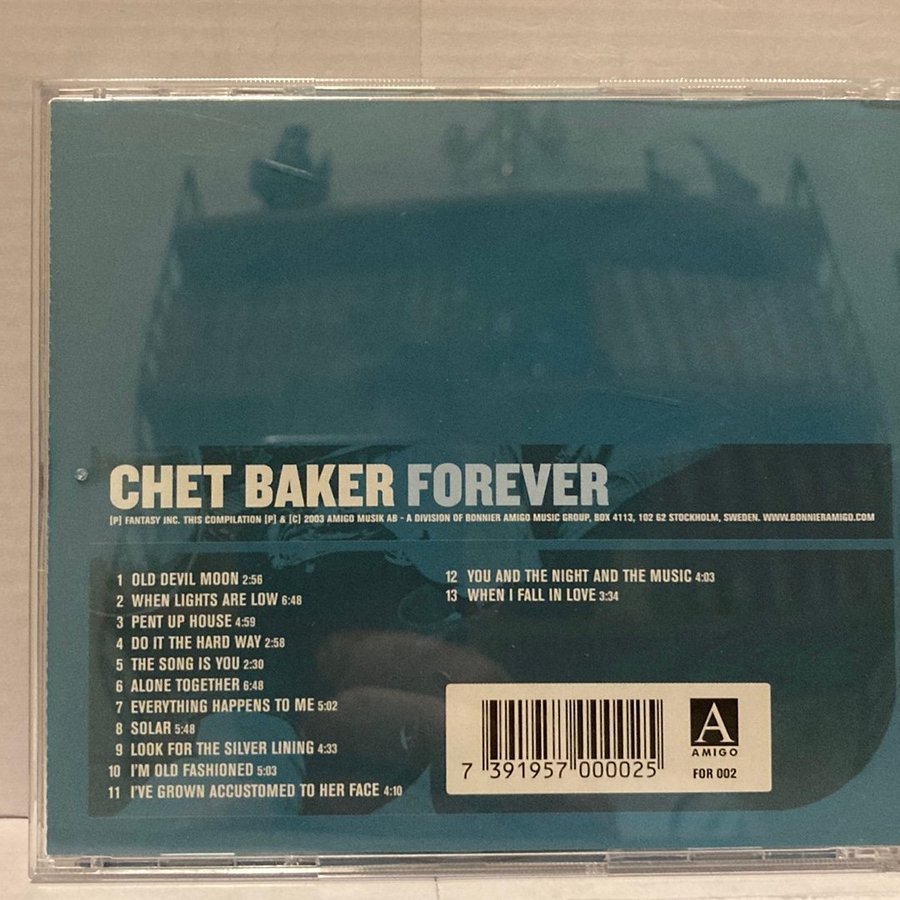 CHET BAKER FOREVER
[P] FANTASY INC. THIS COMPILATION [P] & [C] 2003 AMIGO MUSIK AB - A DIVISION OF BONNIER AMIGO MUSIC GROUP, BOX 4113, 102 62 STOCKHOLM, SWEDEN. WWW.BONNIERAMIGO.COM
1 OLD DEVIL MOON 2:56
2 WHEN LIGHTS ARE LOW 6:48
3 PENT UP HOUSE 4:59
4 DO IT THE HARD WAY 2:58
5 THE SONG IS YOU 2:30
6 ALONE TOGETHER 6:48
7 EVERYTHING HAPPENS TO ME 5:02
8 SOLAR 5:48
9 LOOK FOR THE SILVER LINING 4:33
10 I'M OLD FASHIONED 5:03
11 I'VE GROWN ACCUSTOMED TO HER FACE 4:10
12 YOU AND THE NIGHT AND THE MUSIC 4:03
13 WHEN I FALL IN LOVE 3:34
7 391957 000025
A
AMIGO
FOR 002